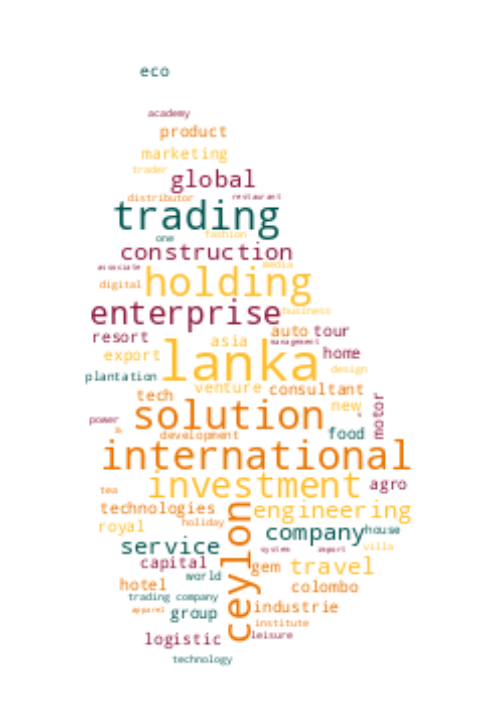 eco
academy
product
marketing
trader
global
distributor restaurant
trading
one fashion
construction
associate media
digital holding
enterprise business
auto tour
resort asia management
export lanka home
design
plantation venture consultant
tech new motor
solution
power
development food
international
investment agro
tea
technologies engineering
royal holiday
company house
service system import villa
capital gem travel
world
hotel colombo
trading company
apparel group ceylon industrie
institute
logistic leisure
technology